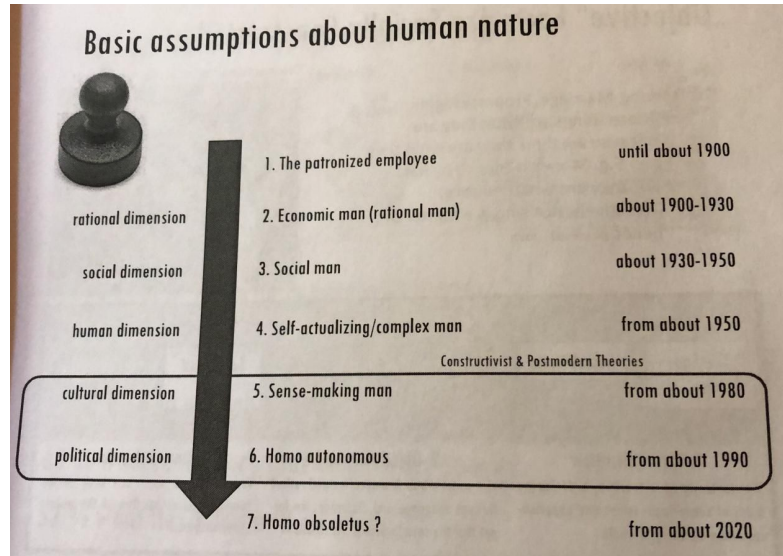 Basic assumptions about human nature
1. The patronized employee until about 1900
rational dimension 2. Economic man (rational man) about 1900-1930
social dimension 3. Social man about 1930-1950
human dimension 4. Self-actualizing/complex man from about 1950
Constructivist & Postmodern Theories
cultural dimension 5. Sense-making man from about 1980
political dimension 6. Homo autonomous from about 1990
7. Homo obsoletus ? from about 2020